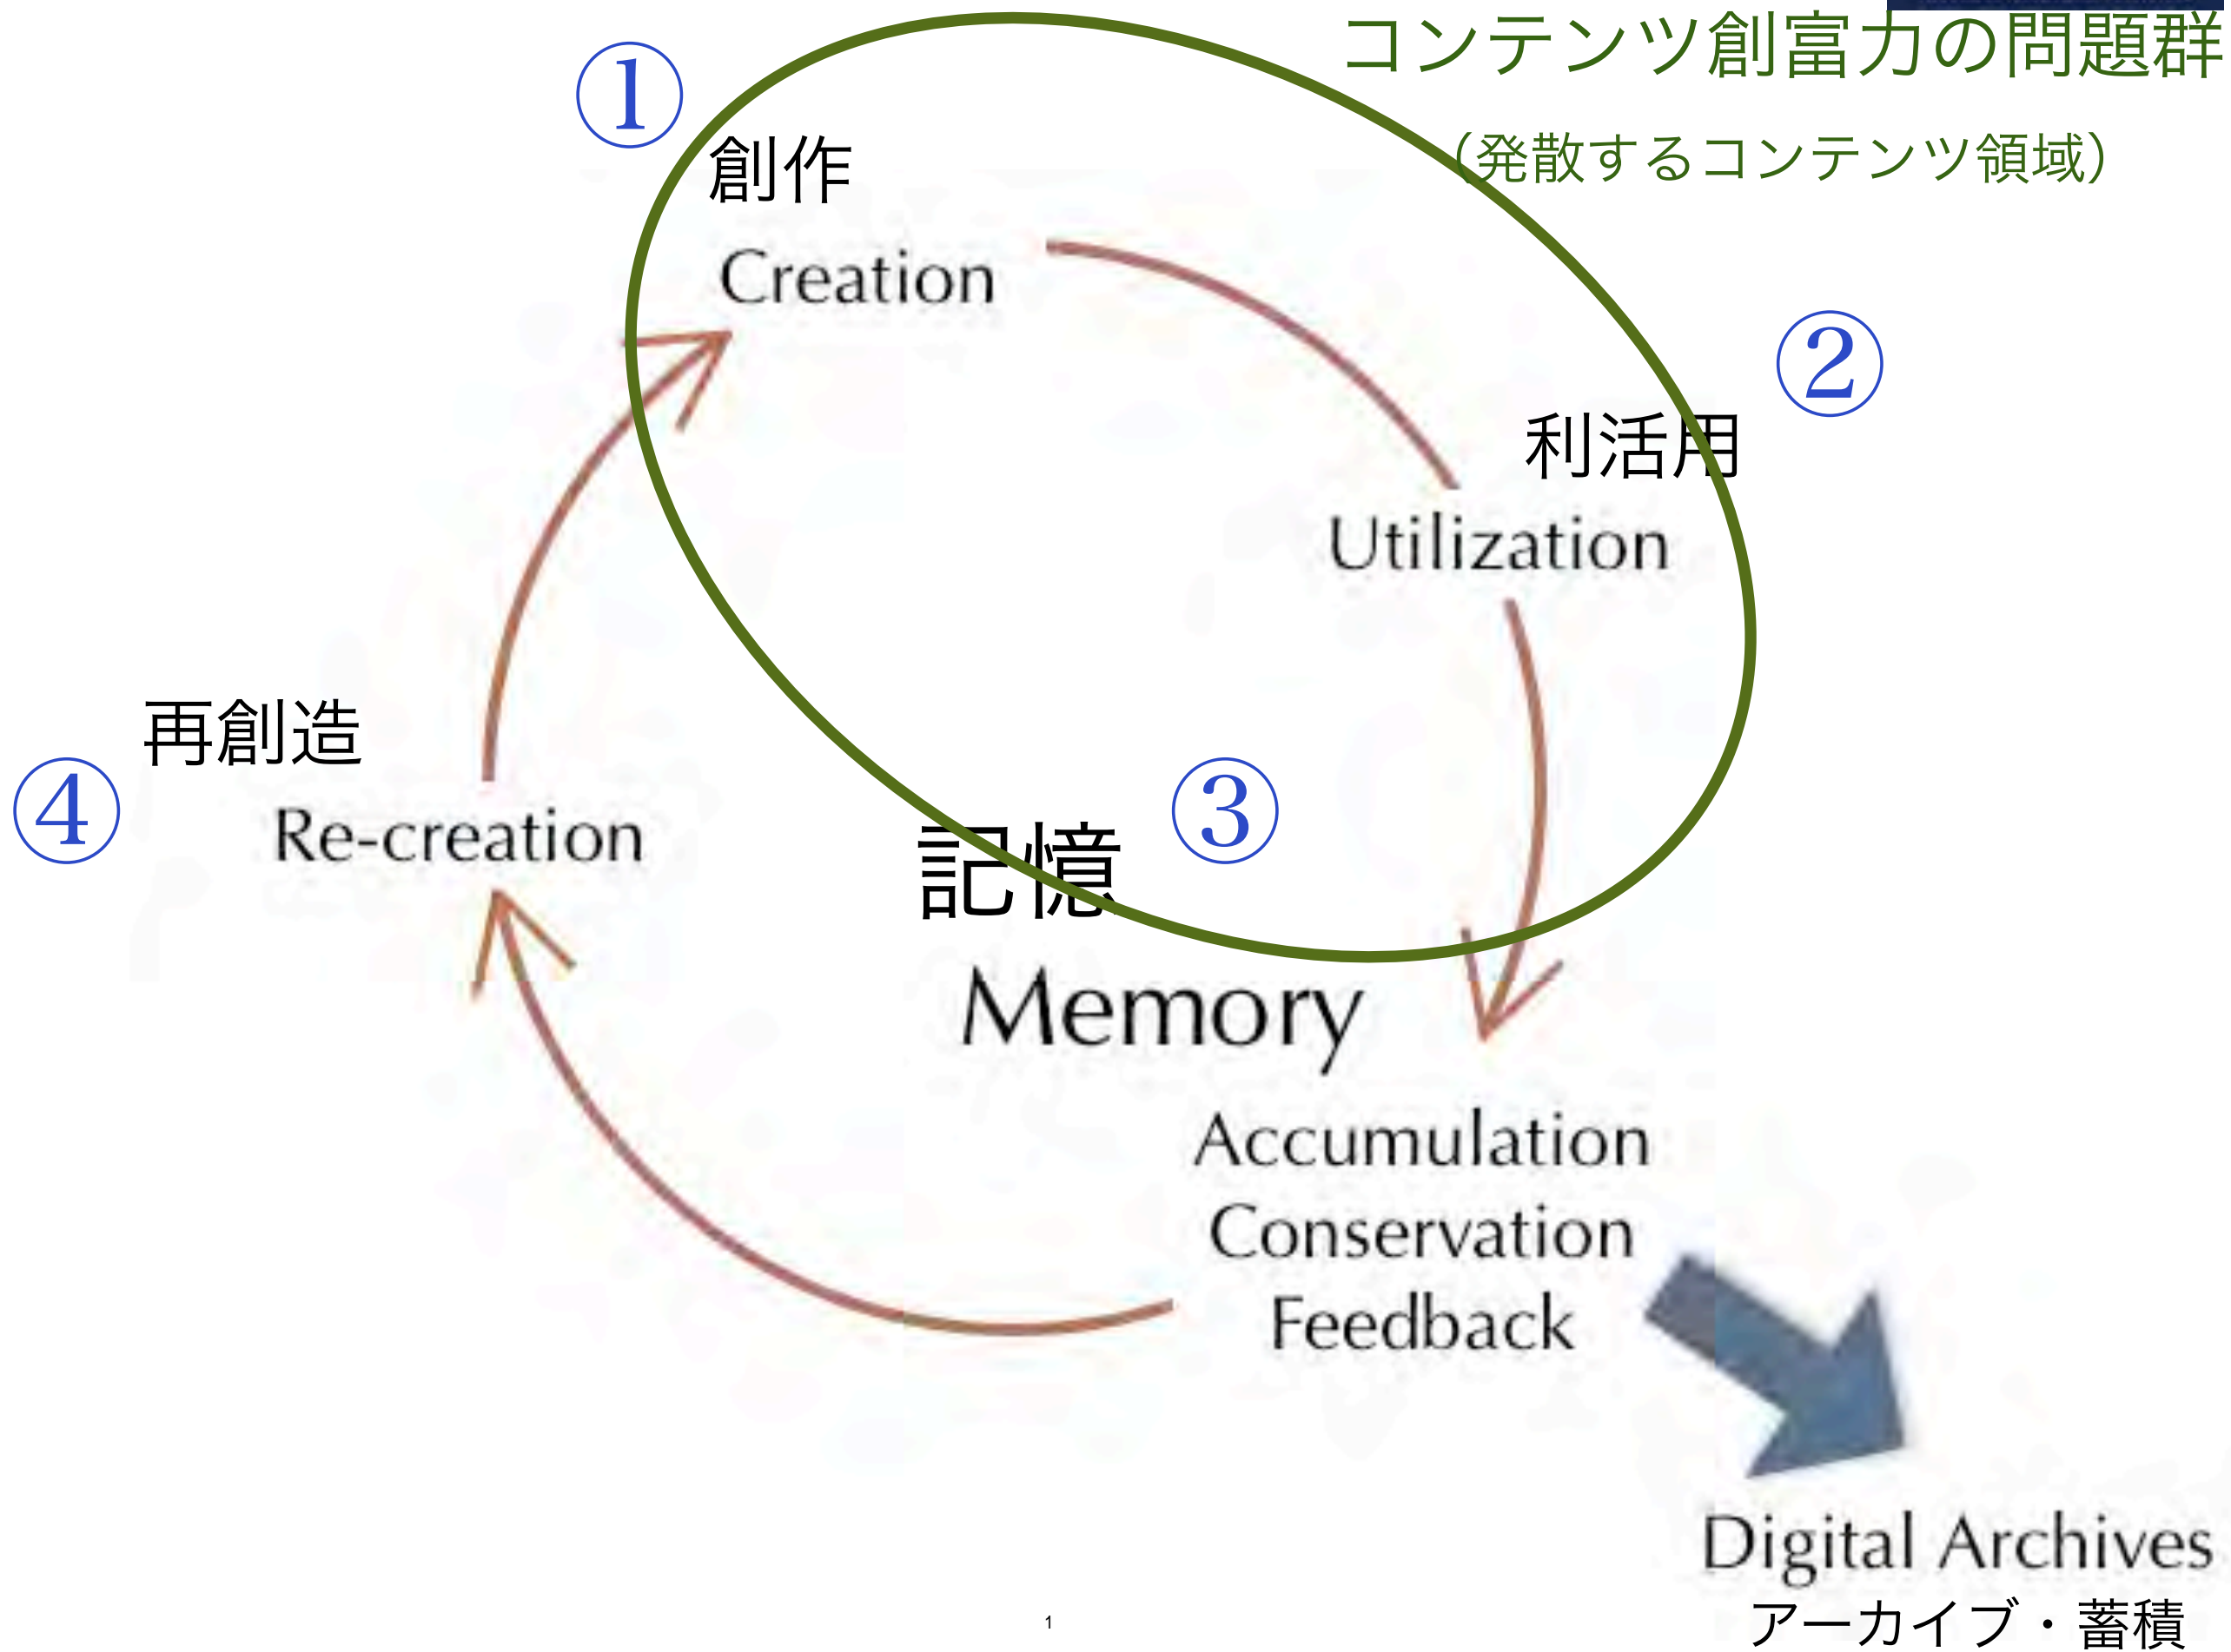 コンテンツ創富力の問題群
（発散するコンテンツ領域）
①
創作
Creation
②
利活用
Utilization
③
記憶
Memory
Accumulation
Conservation
Feedback
④
再創造
Re-creation
Digital Archives
アーカイブ・蓄積
1